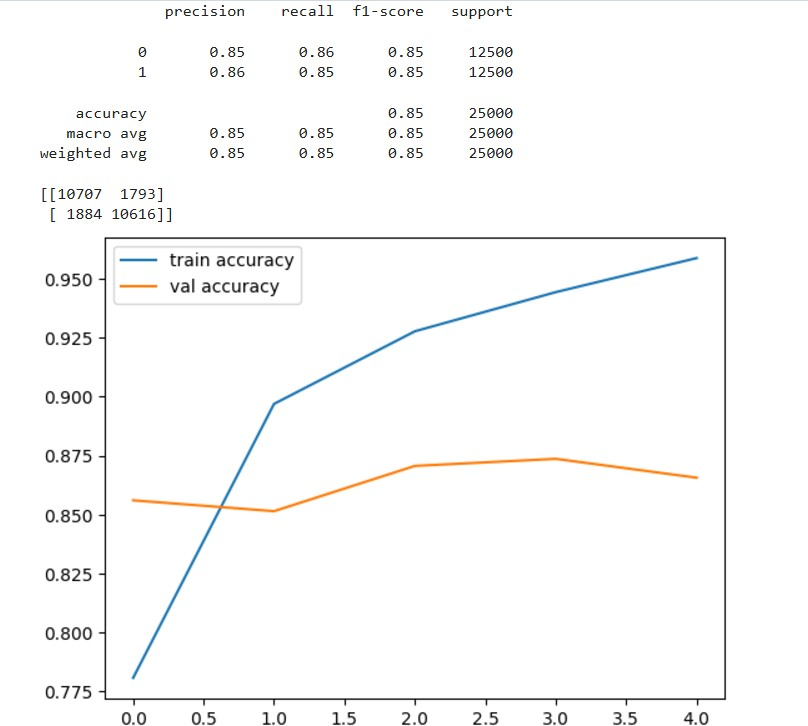 precision recall f1-score support
0 0.85 0.86 0.85 12500
1 0.86 0.85 0.85 12500
accuracy 0.85 25000
macro avg 0.85 0.85 0.85 25000
weighted avg 0.85 0.85 0.85 25000
[[10707 1793]
[ 1884 10616]]
train accuracy
val accuracy
0.950
0.925
0.900
0.875
0.850
0.825
0.800
0.775
0.0 0.5 1.0 1.5 2.0 2.5 3.0 3.5 4.0